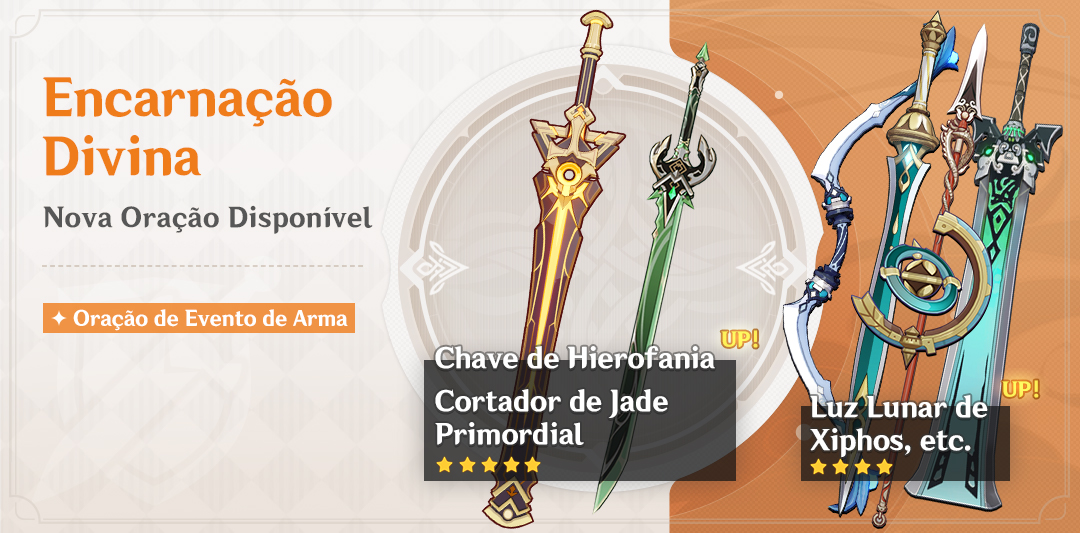 Encarnação
Divina
Nova Oração Disponível
✦ Oração de Evento de Arma
UP!
Chave de Hierofania
Cortador de Jade
Primordial
UP!
Luz Lunar de
Xiphos, etc.